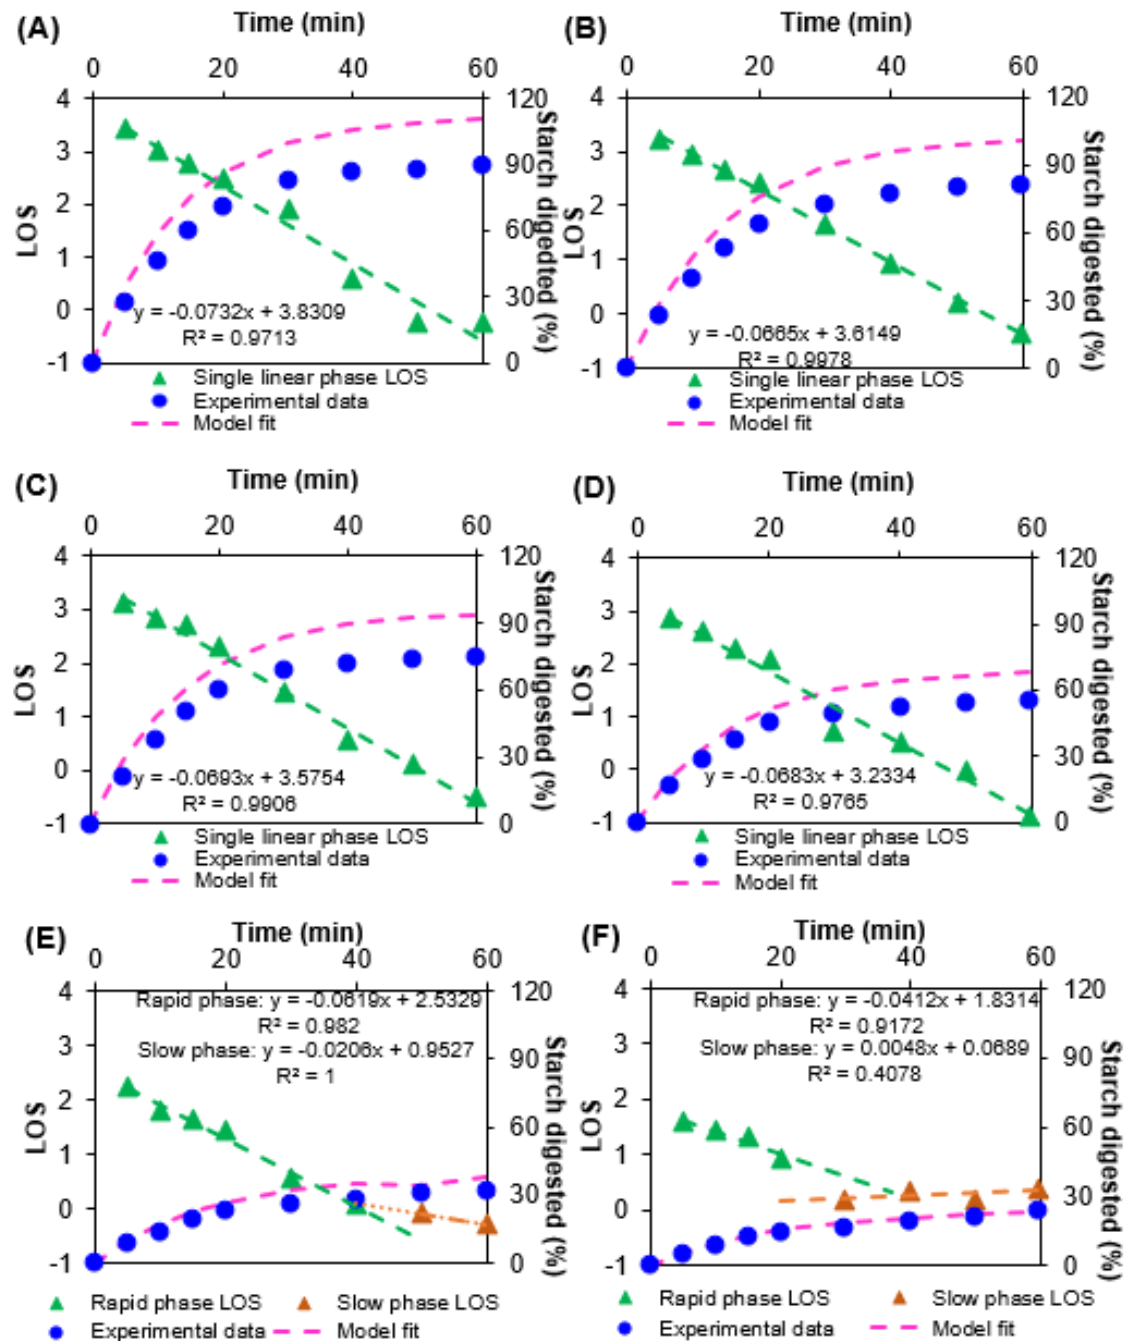 (A) Time (min)
0 20 40 60
4
3
2
1
0
-1
LOS
120
90
60
30
0
Starch digedted (%)
y = -0.0732x + 3.8309
R² = 0.9713
Single linear phase LOS
Experimental data
Model fit
(B) Time (min)
0 20 40 60
4
3
2
1
0
-1
LOS
120
90
60
30
0
Starch digested (%)
y = -0.0665x + 3.6149
R² = 0.9978
Single linear phase LOS
Experimental data
Model fit
(C) Time (min)
0 20 40 60
4
3
2
1
0
-1
LOS
120
90
60
30
0
Starch digested (%)
y = -0.0693x + 3.5754
R² = 0.9906
Single linear phase LOS
Experimental data
Model fit
(D) Time (min)
0 20 40 60
4
3
2
1
0
-1
LOS
120
90
60
30
0
Starch digested (%)
y = -0.0683x + 3.2334
R² = 0.9765
Single linear phase LOS
Experimental data
Model fit
(E) Time (min)
0 20 40 60
4
3
2
1
0
-1
LOS
120
90
60
30
0
Starch digested (%)
Rapid phase: y = -0.0619x + 2.5329
R² = 0.982
Slow phase: y = -0.0206x + 0.9527
R² = 1
Rapid phase LOS Slow phase LOS
Experimental data Model fit
(F) Time (min)
0 20 40 60
4
3
2
1
0
-1
LOS
120
90
60
30
0
Starch digested (%)
Rapid phase: y = -0.0412x + 1.8314
R² = 0.9172
Slow phase: y = 0.0048x + 0.0689
R² = 0.4078
Rapid phase LOS Slow phase LOS
Experimental data Model fit